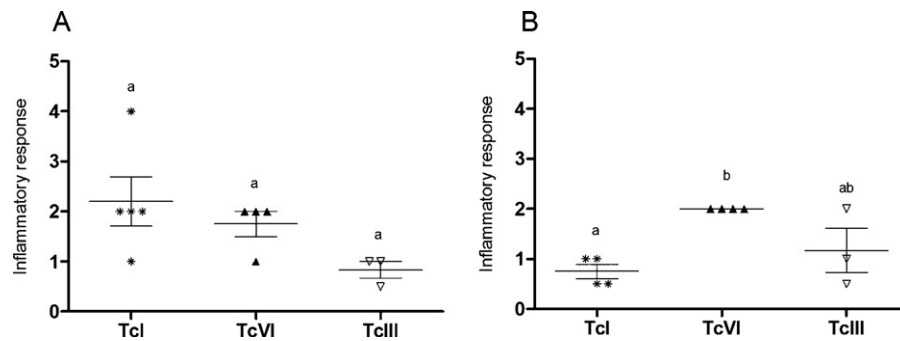 A
Inflammatory response
5
4
3
2
1
0
a
a
a
TcI
TcVI
TcIII
B
Inflammatory response
5
4
3
2
1
0
a
b
ab
TcI
TcVI
TcIII